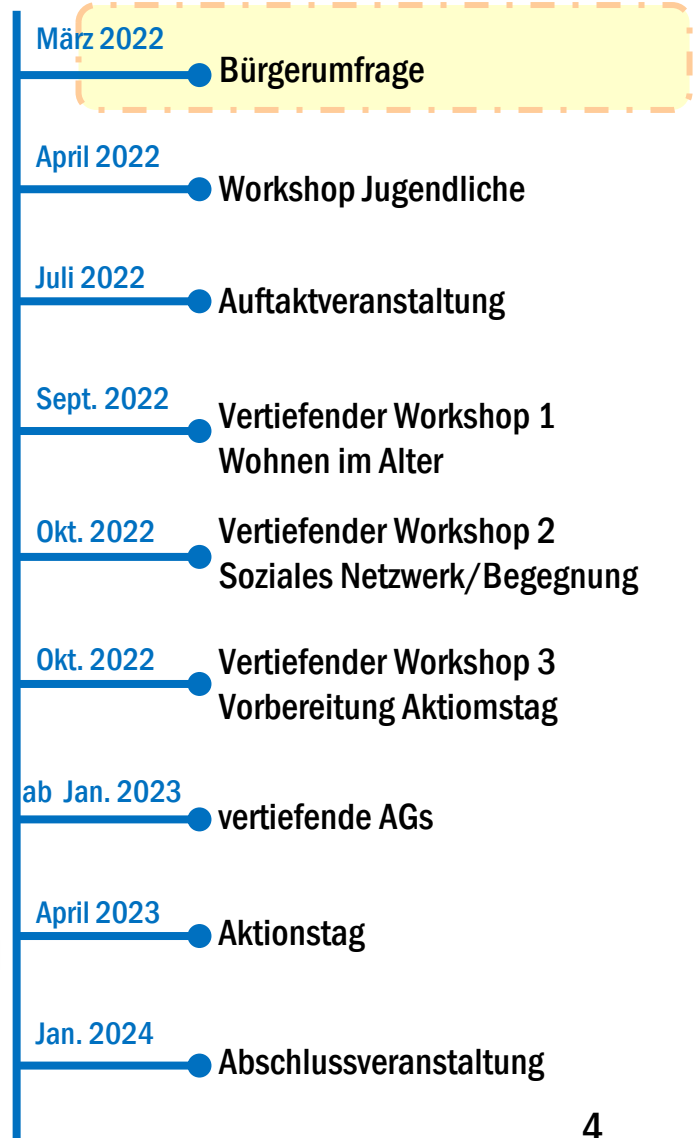 März 2022
Bürgerumfrage
April 2022
Workshop Jugendliche
Juli 2022
Auftaktveranstaltung
Sept. 2022
Vertiefender Workshop 1
Wohnen im Alter
Okt. 2022
Vertiefender Workshop 2
Soziales Netzwerk/Begegnung
Okt. 2022
Vertiefender Workshop 3
Vorbereitung Aktiomstag
ab Jan. 2023
vertiefende AGs
April 2023
Aktionstag
Jan. 2024
Abschlussveranstaltung
4